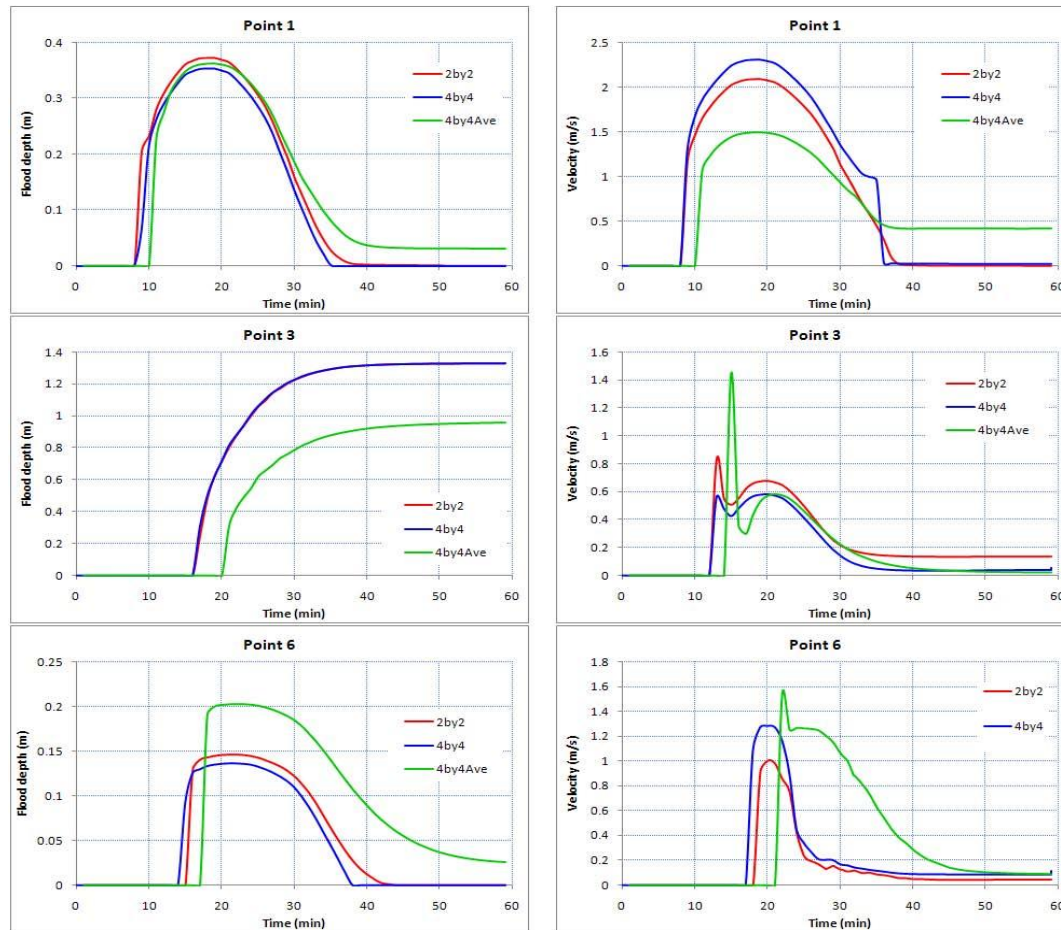 Point 1
Flood depth (m)
0.4
0.3
0.2
0.1
0
0 10 20 30 40 50 60
Time (min)
2by2
4by4
4by4Ave
Point 1
Velocity (m/s)
2.5
2
1.5
1
0.5
0
0 10 20 30 40 50 60
Time (min)
2by2
4by4
4by4Ave
Point 3
Flood depth (m)
1.4
1.2
1
0.8
0.6
0.4
0.2
0
0 10 20 30 40 50 60
Time (min)
2by2
4by4
4by4Ave
Point 3
Velocity (m/s)
1.6
1.4
1.2
1
0.8
0.6
0.4
0.2
0
0 10 20 30 40 50 60
Time (min)
2by2
4by4
4by4Ave
Point 6
Flood depth (m)
0.25
0.2
0.15
0.1
0.05
0
0 10 20 30 40 50 60
Time (min)
2by2
4by4
4by4Ave
Point 6
Velocity (m/s)
1.8
1.6
1.4
1.2
1
0.8
0.6
0.4
0.2
0
0 10 20 30 40 50 60
Time (min)
2by2
4by4